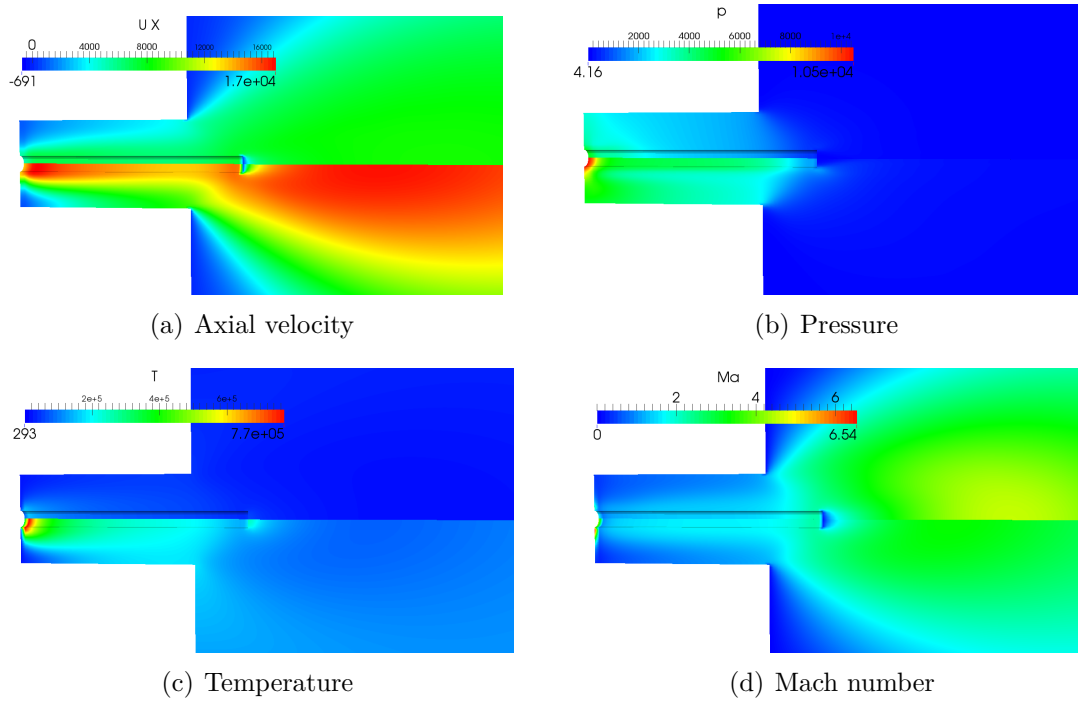 U X
0 4000 8000 12000 16000
-691 1.7e+04
p
2000 4000 6000 8000 1e+4
4.16 1.05e+04
(a) Axial velocity
(b) Pressure
T
2e+5 4e+5 6e+5
293 7.7e+05
Ma
2 4 6
0 6.54
(c) Temperature
(d) Mach number